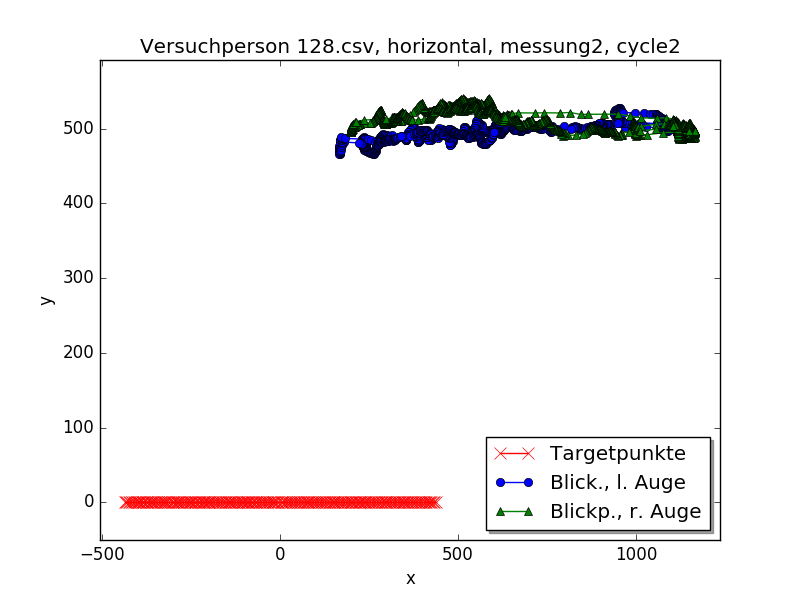 Versuchperson 128.csv, horizontal, messung2, cycle2
500
400
300
200
100
0
y
−500
0
500
1000
x
Targetpunkte
Blick., l. Auge
Blickp., r. Auge